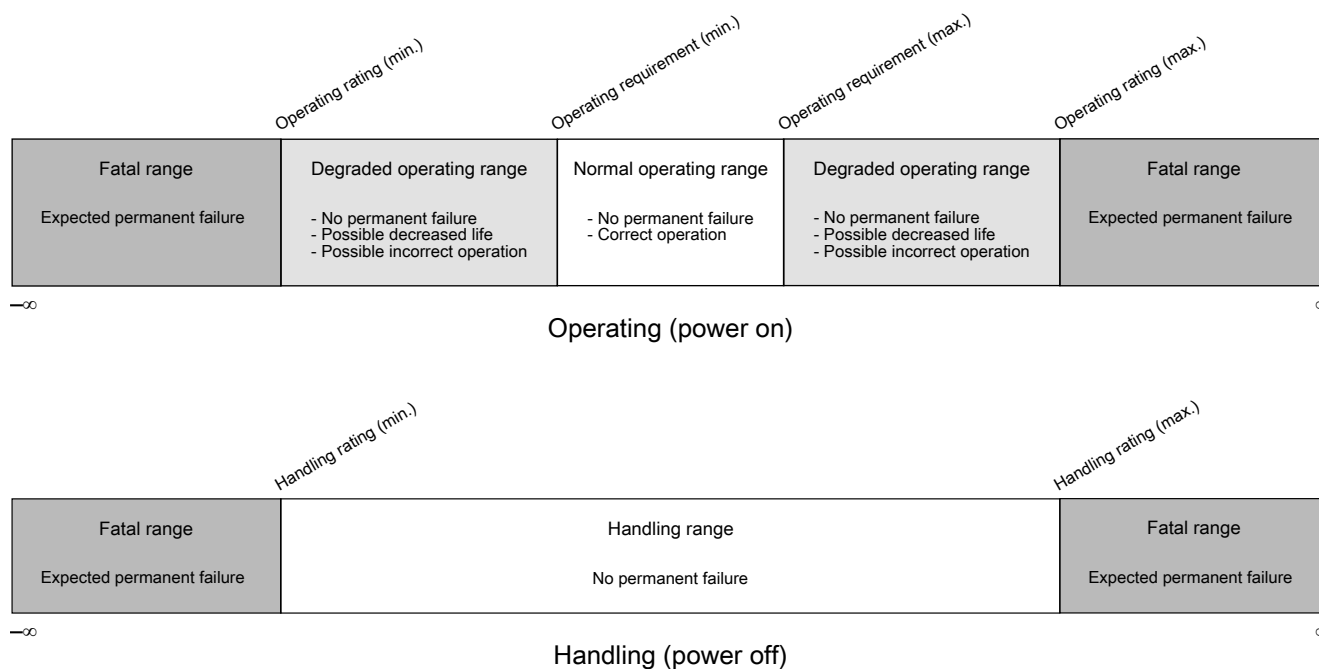 Operating rating (min.)
Operating requirement (min.)
Operating requirement (max.)
Operating rating (max.)
Fatal range
Expected permanent failure
Degraded operating range
- No permanent failure
- Possible decreased life
- Possible incorrect operation
Normal operating range
- No permanent failure
- Correct operation
Degraded operating range
- No permanent failure
- Possible decreased life
- Possible incorrect operation
Fatal range
Expected permanent failure
–∞
Operating (power on)
Handling rating (min.)
Handling rating (max.)
Fatal range
Expected permanent failure
Handling range
No permanent failure
Fatal range
Expected permanent failure
–∞
Handling (power off)